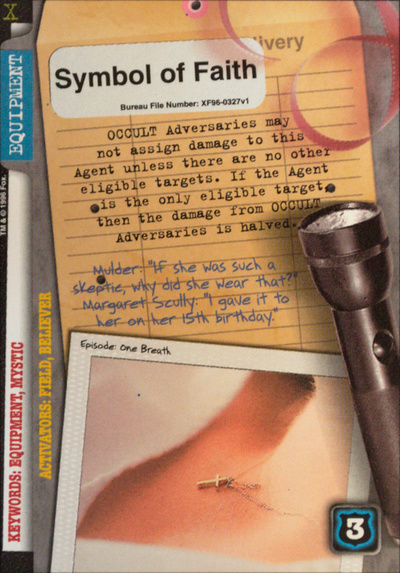 X
EQUIPMENT
TM & © 1996 Fox.
KEYWORDS: EQUIPMENT, MYSTIC
ACTIVATORS: FIELD, BELIEVER
livery
Symbol of Faith
Bureau File Number: XF96-0327v1
OCCULT Adversaries may
not assign damage to this
Agent unless there are no other
eligible targets. If the Agent
is the only eligible target,
then the damage from OCCULT
Adversaries is halved.
Mulder: "If she was such a
skeptic, why did she wear that?"
Margaret Scully: "I gave it to
her on her 15th birthday."
Episode: One Breath
3